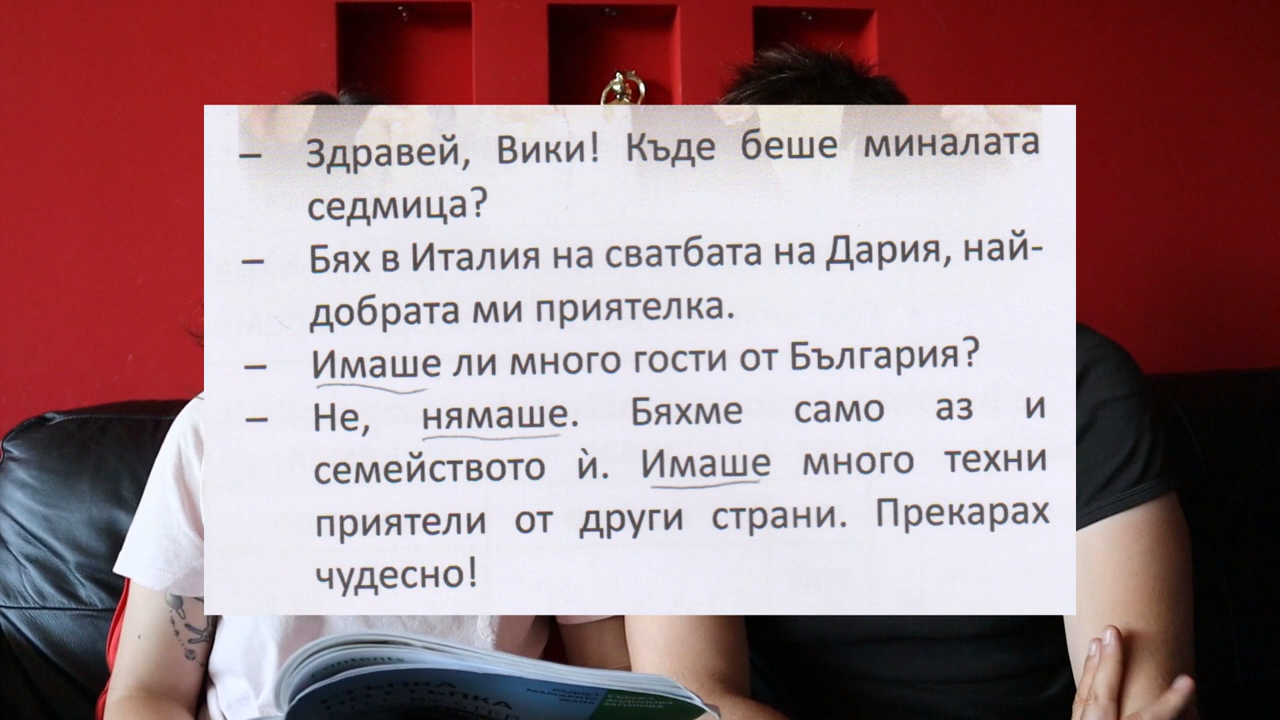 – Здравей, Вики! Къде беше миналата
седмица?
– Бях в Италия на сватбата на Дария, най-
добрата ми приятелка.
– Имаше ли много гости от България?
– Не, нямаше. Бяхме само аз и
семейството ѝ. Имаше много техни
приятели от други страни. Прекарах
чудесно!